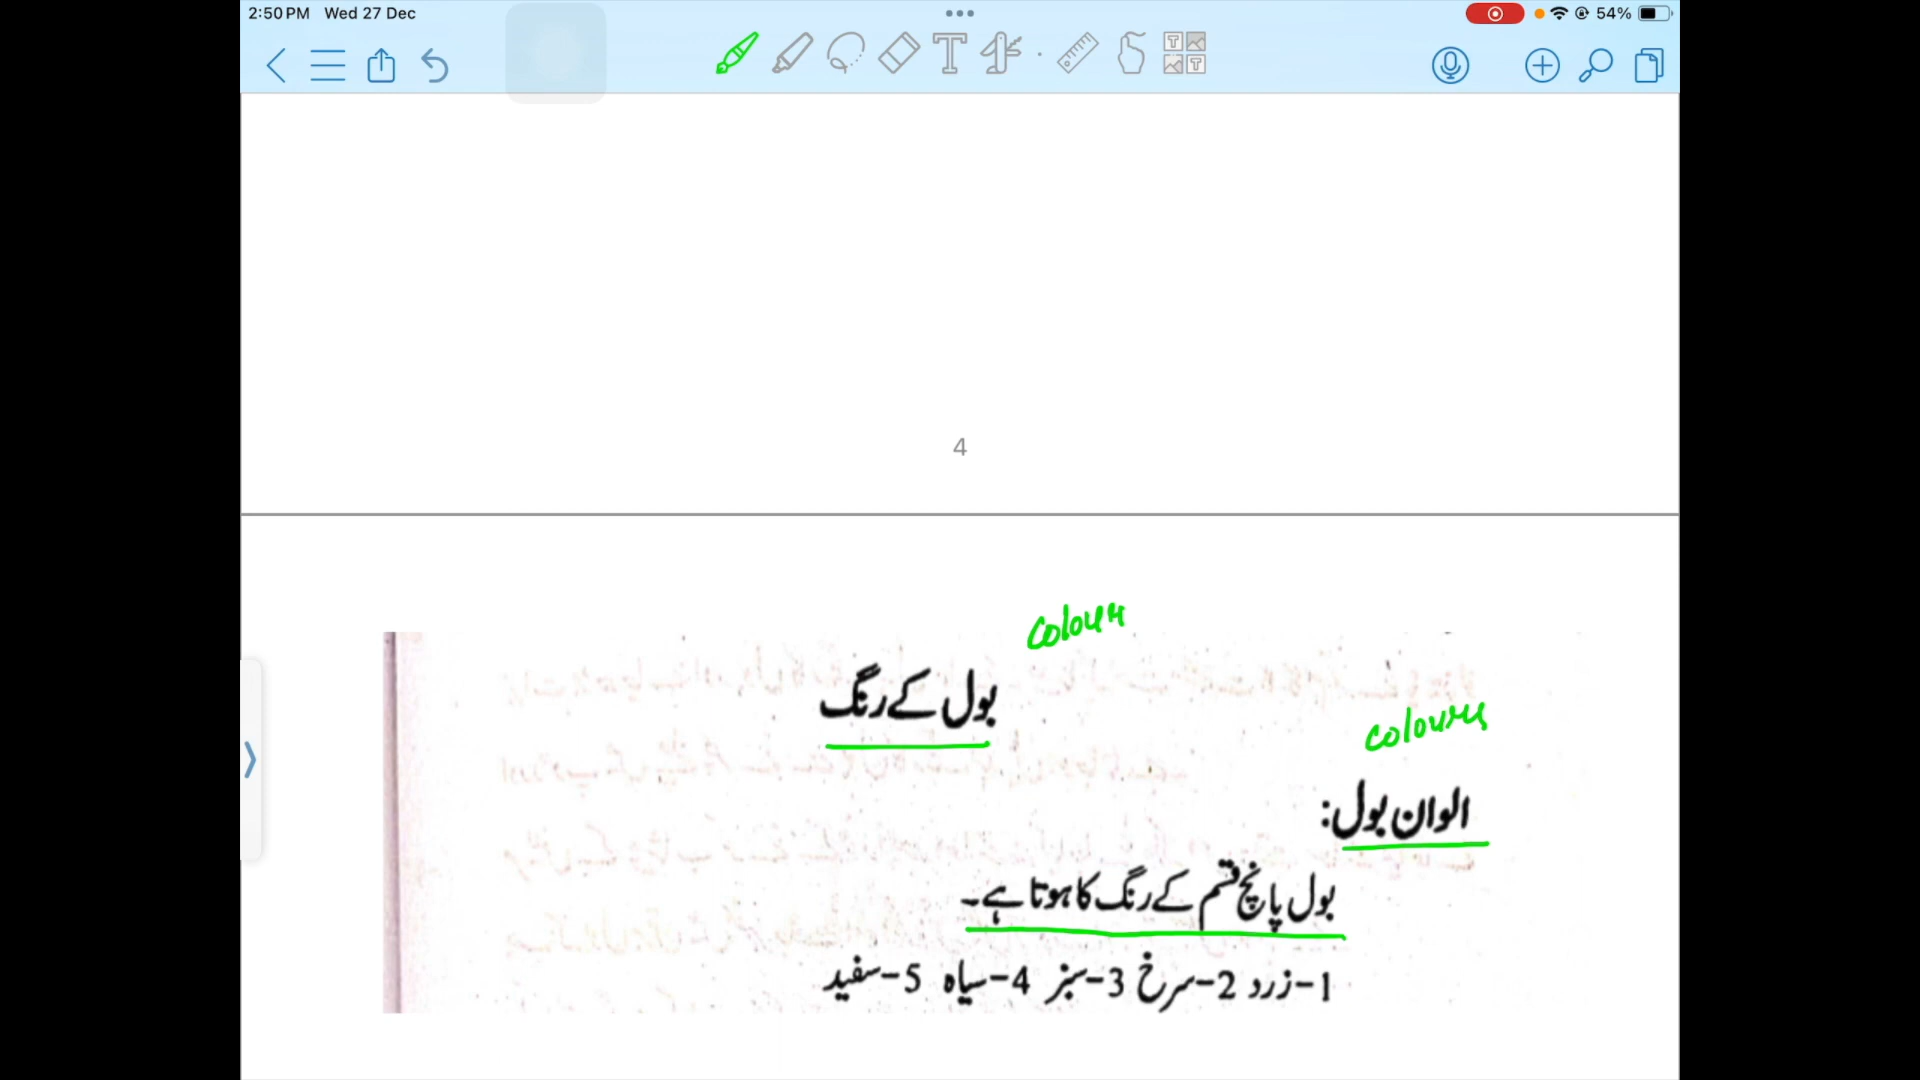 2:50 PM Wed 27 Dec
54%
4
colour
بول کے رنگ
colours
الوان بول:
بول پانچ قسم کے رنگ کا ہوتا ہے۔
1-زرد 2-سرخ 3-سبز 4-سیاہ 5-سفید